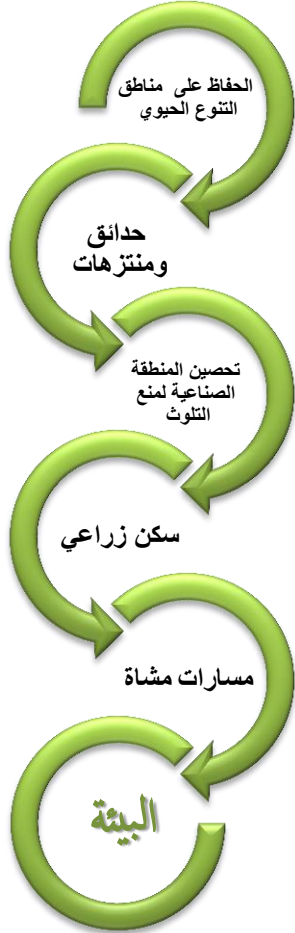 الحفاظ على مناطق
التنوع الحيوي
حدائق
ومنتزهات
تحصين المنطقة
الصناعية لمنع
التلوث
سكن زراعي
مسارات مشاة
البيئة